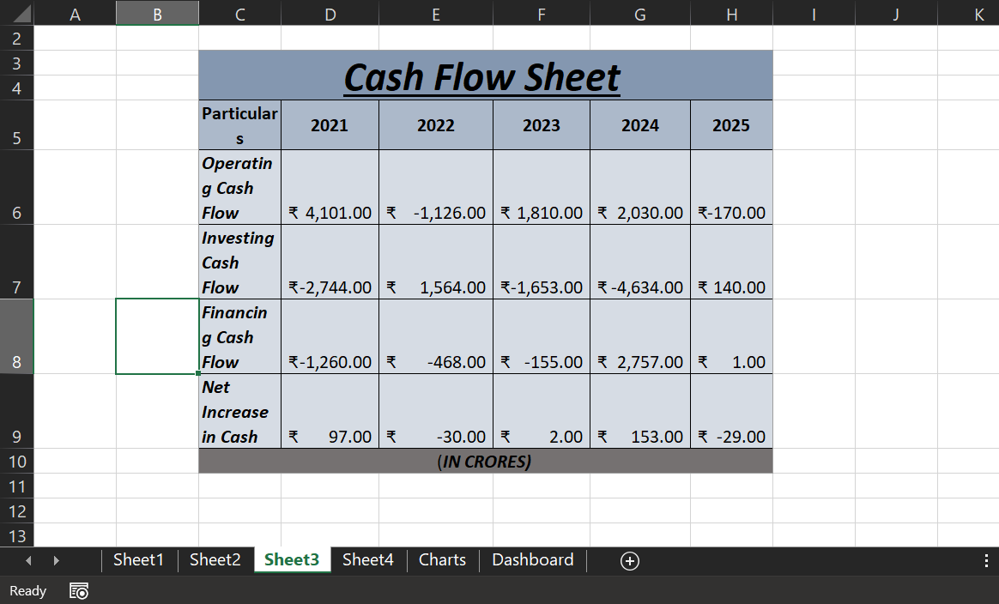 A B C D E F G H I J K
2
3
4
Cash Flow Sheet
5
Particular
s
2021 2022 2023 2024 2025
6
Operatin
g Cash
Flow
₹ 4,101.00 ₹ -1,126.00 ₹ 1,810.00 ₹ 2,030.00 ₹-170.00
7
Investing
Cash
Flow
₹-2,744.00 ₹ 1,564.00 ₹-1,653.00 ₹ -4,634.00 ₹ 140.00
8
Financin
g Cash
Flow
₹-1,260.00 ₹ -468.00 ₹ -155.00 ₹ 2,757.00 ₹ 1.00
9
Net
Increase
in Cash
₹ 97.00 ₹ -30.00 ₹ 2.00 ₹ 153.00 ₹ -29.00
10 (IN CRORES)
11
12
13
Sheet1 Sheet2 Sheet3 Sheet4 Charts Dashboard
Ready